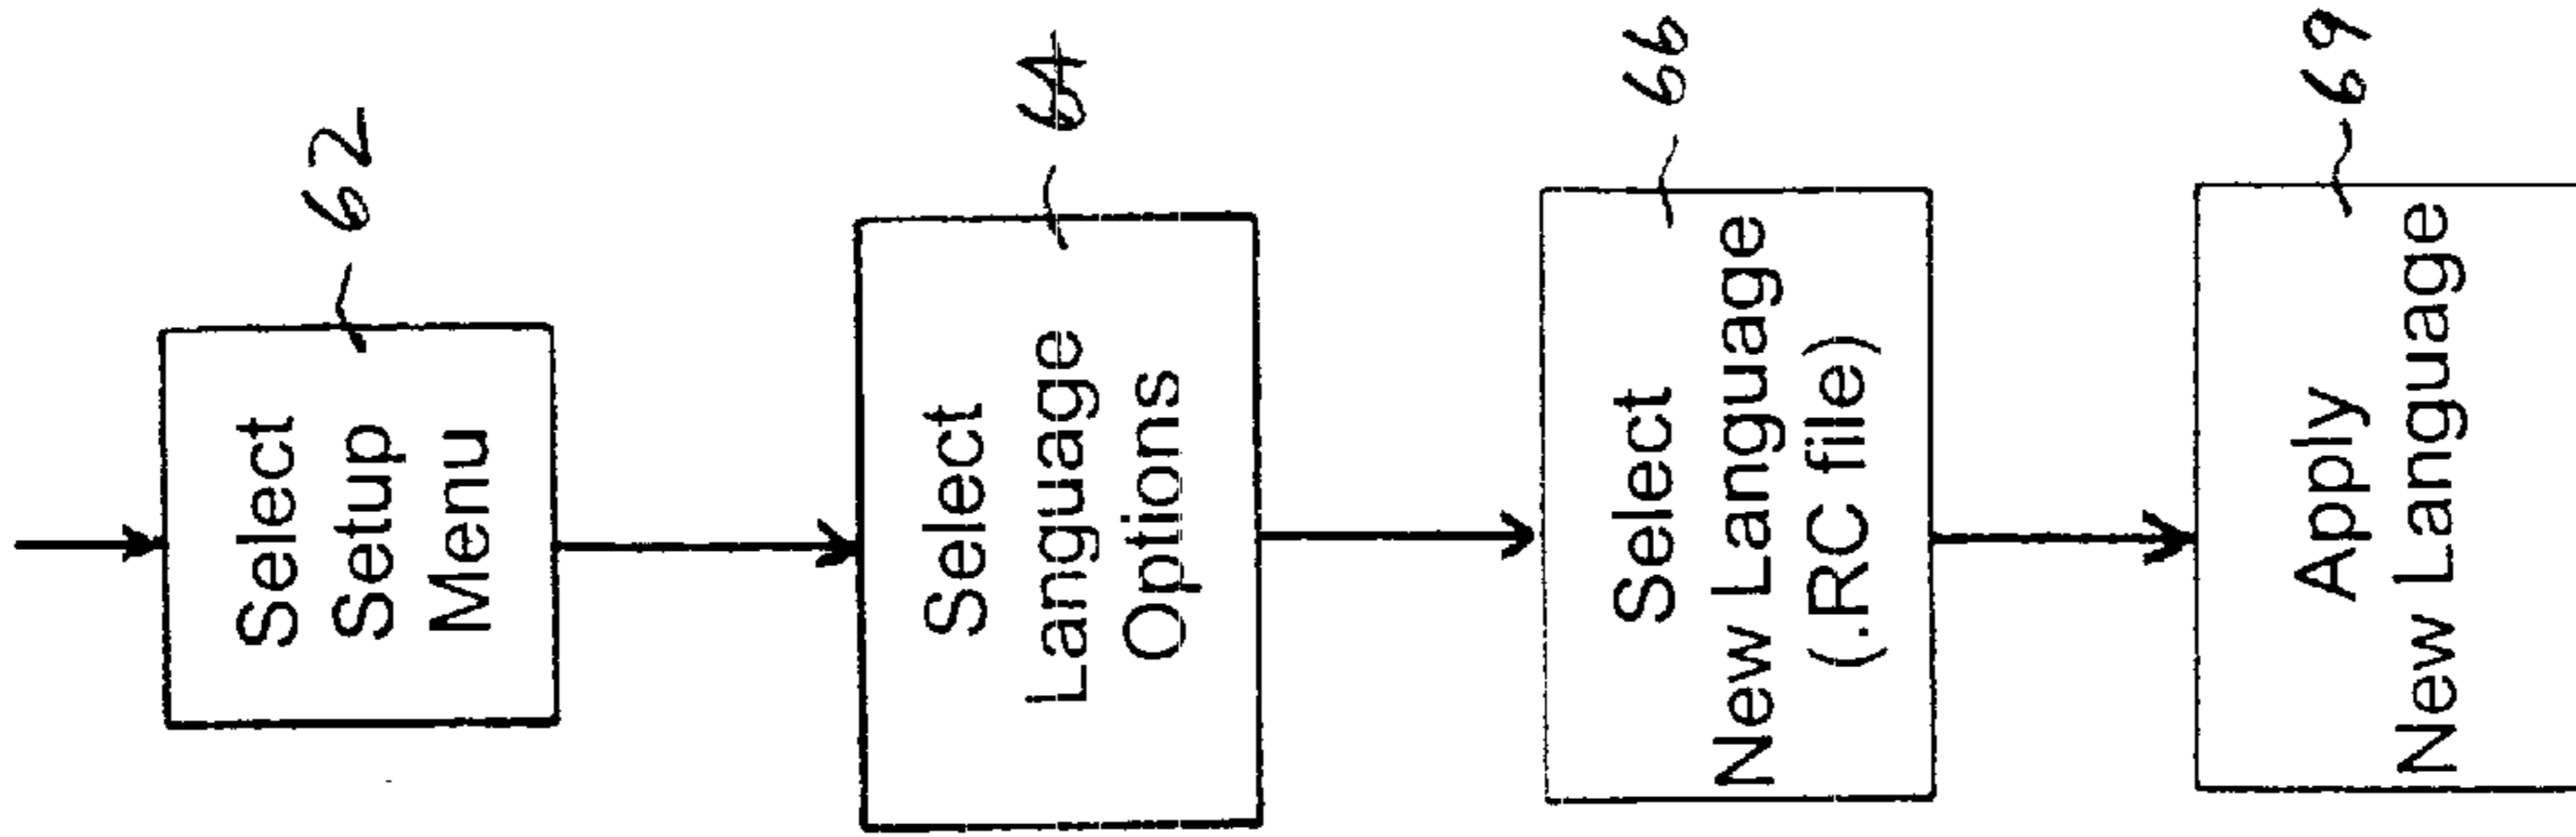 Select
Setup
Menu
62
Select
Language
Options
64
Select
New Language
(.RC file)
66
Apply
New Language
69